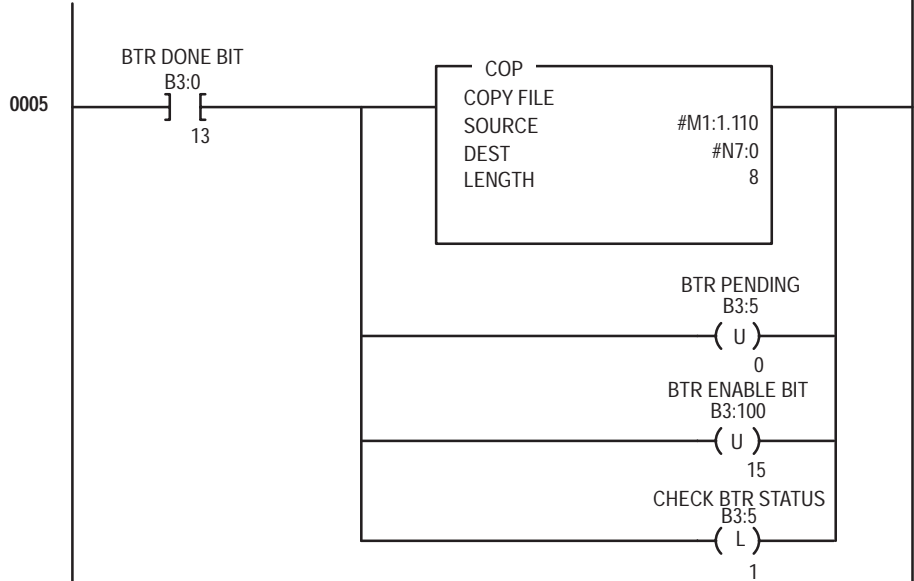 BTR DONE BIT
B3:0
0005
13
COP
COPY FILE
SOURCE #M1:1.110
DEST #N7:0
LENGTH 8
BTR PENDING
B3:5
U
0
BTR ENABLE BIT
B3:100
U
15
CHECK BTR STATUS
B3:5
L
1